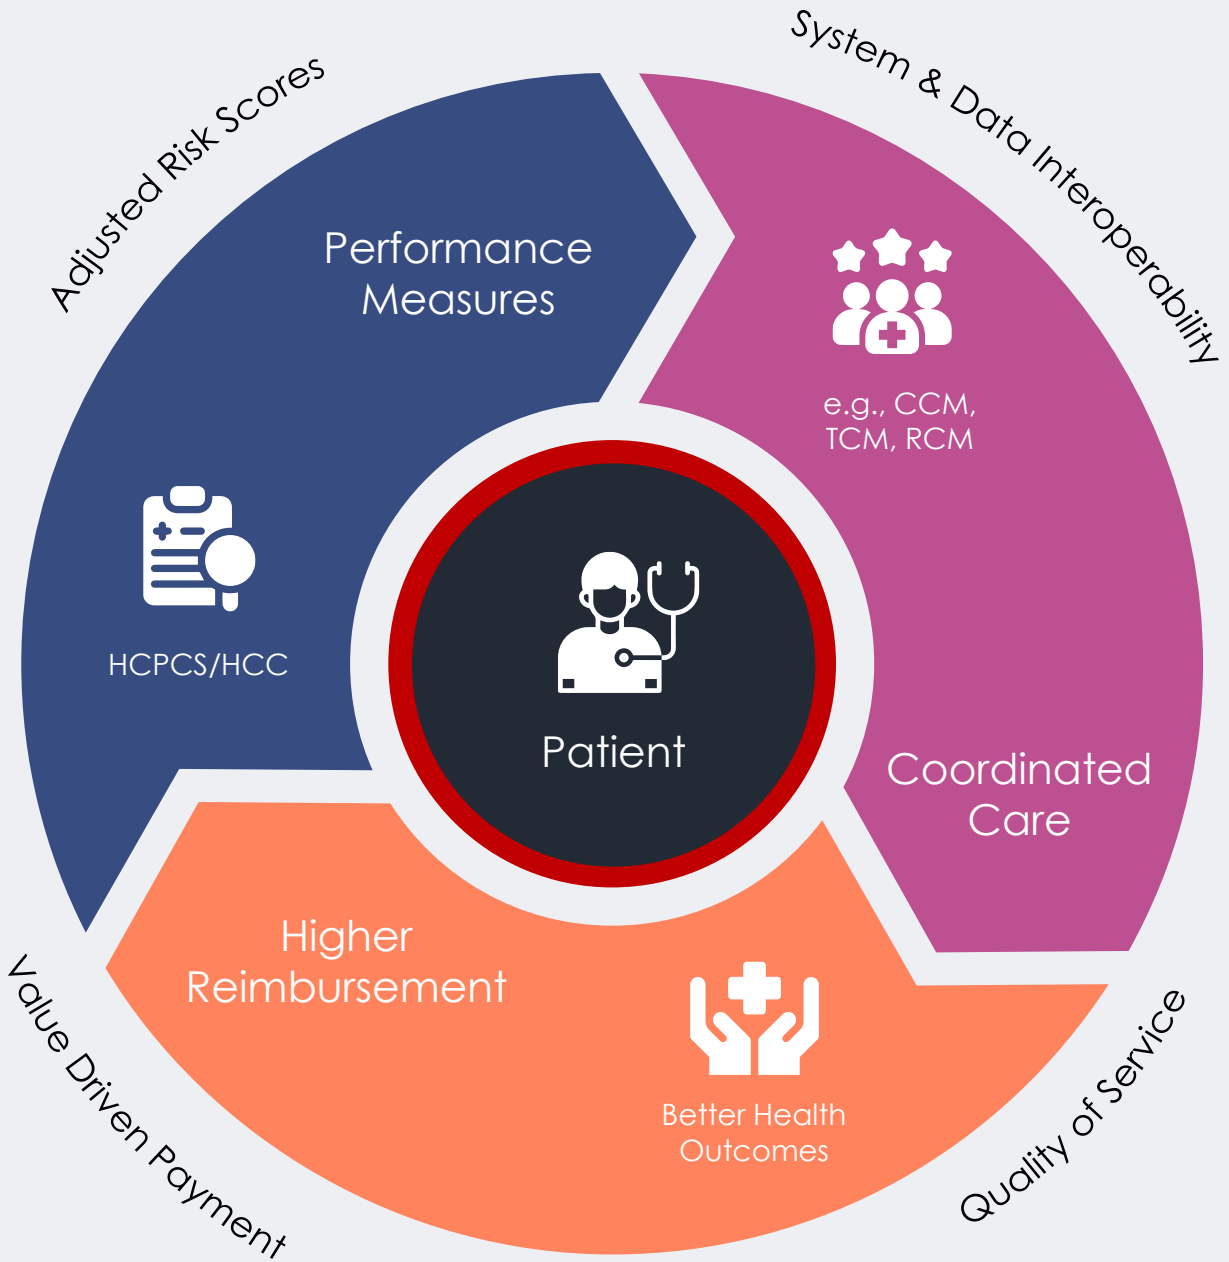 Adjusted Risk Scores
System & Data Interoperability
Performance
Measures
e.g., CCM,
TCM, RCM
HCPCS/HCC
Patient
Coordinated
Care
Higher
Reimbursement
Better Health
Outcomes
Value Driven Payment
Quality of Service